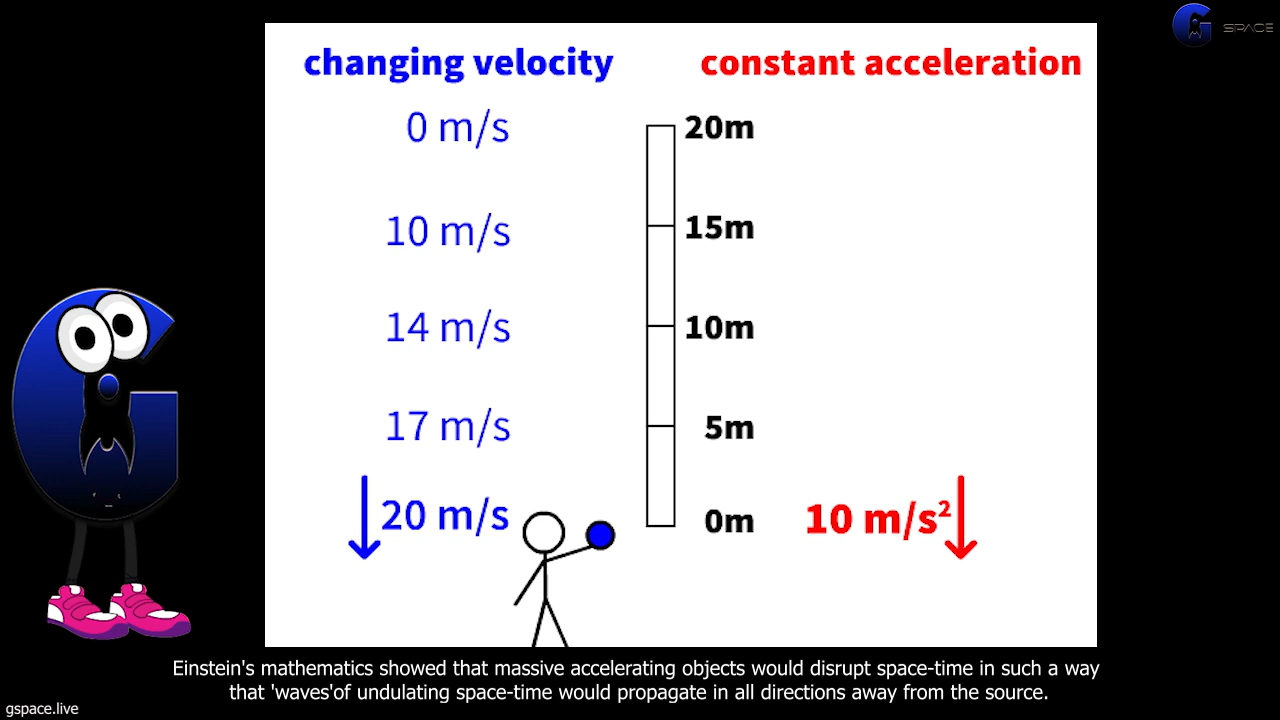 SPACE
changing velocity
constant acceleration
0 m/s
20m
10 m/s
15m
14 m/s
10m
17 m/s
5m
20 m/s
0m
10 m/s²
Einstein's mathematics showed that massive accelerating objects would disrupt space-time in such a way
that 'waves'of undulating space-time would propagate in all directions away from the source.
gspace.live